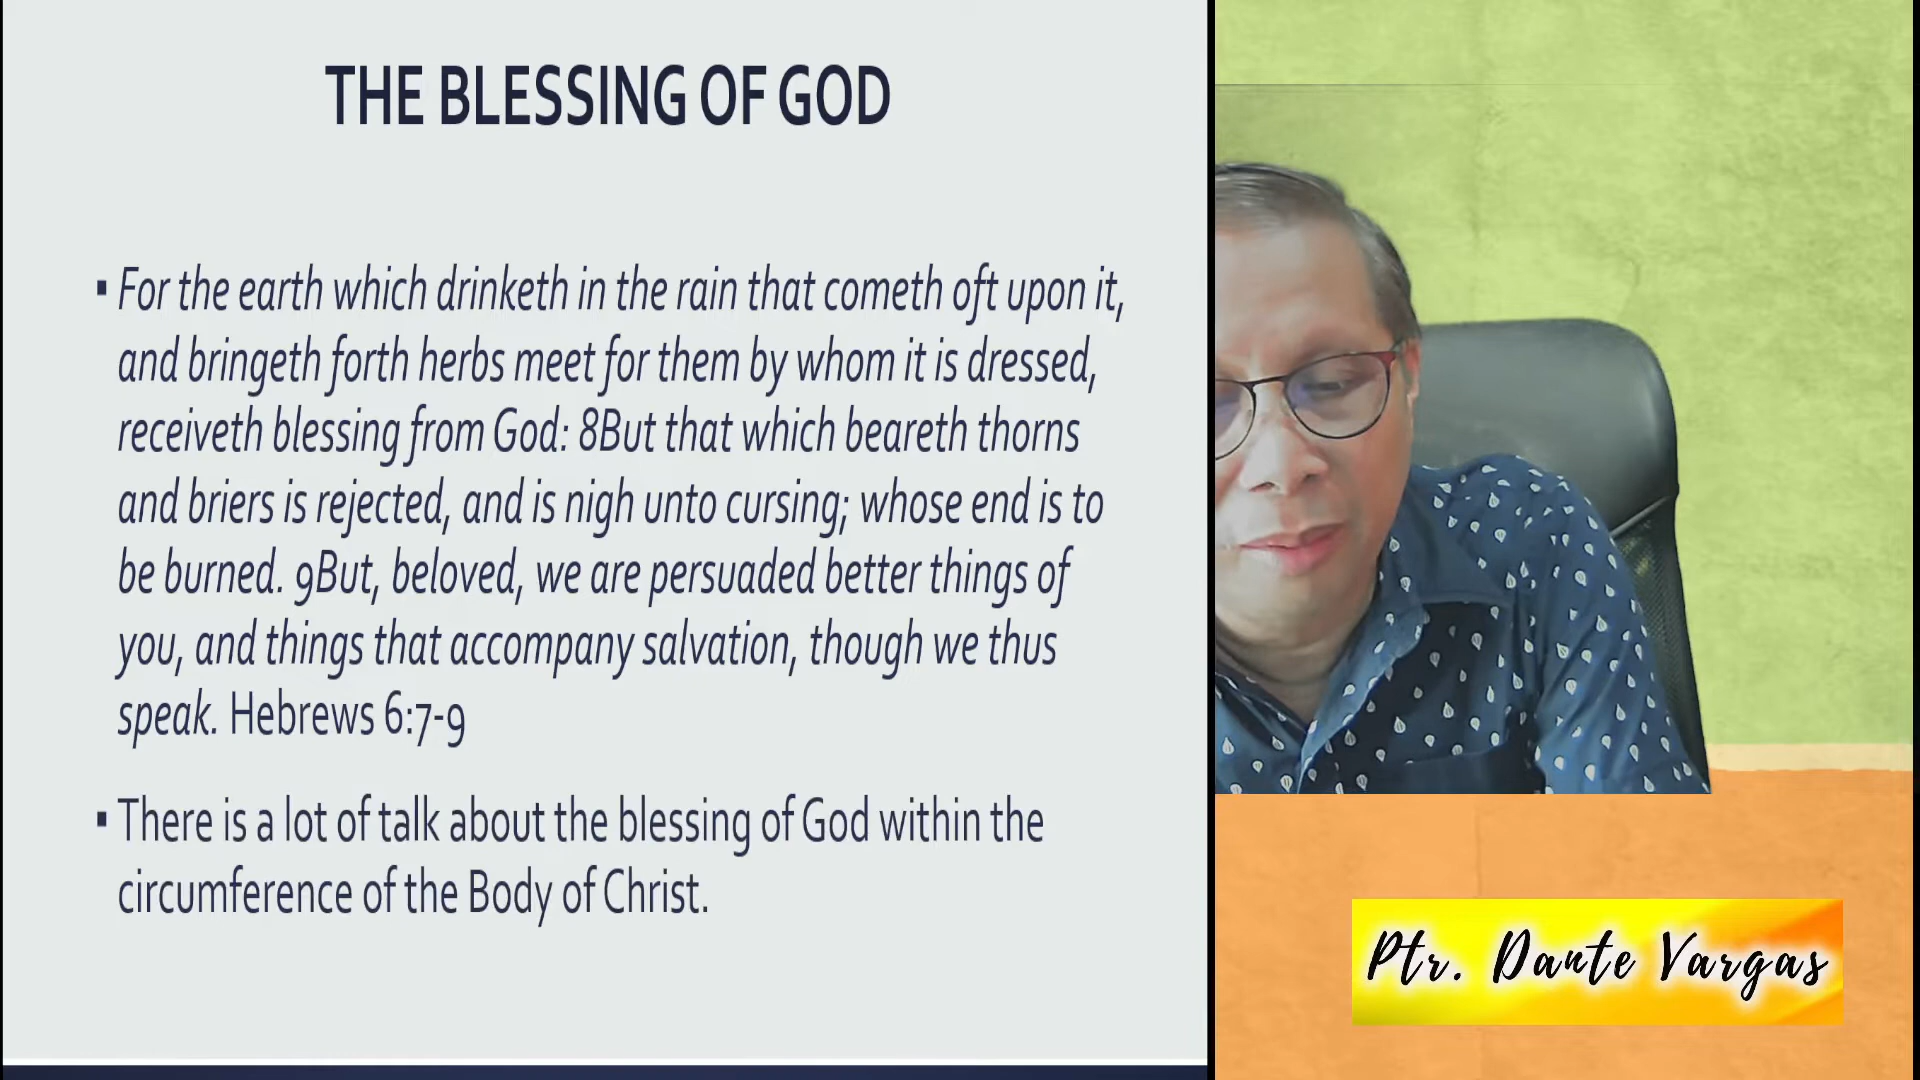 THE BLESSING OF GOD
▪ For the earth which drinketh in the rain that cometh oft upon it,
and bringeth forth herbs meet for them by whom it is dressed,
receiveth blessing from God: 8But that which beareth thorns
and briers is rejected, and is nigh unto cursing; whose end is to
be burned. 9But, beloved, we are persuaded better things of
you, and things that accompany salvation, though we thus
speak. Hebrews 6:7-9
▪ There is a lot of talk about the blessing of God within the
circumference of the Body of Christ.
Ptr. Dante Vargas